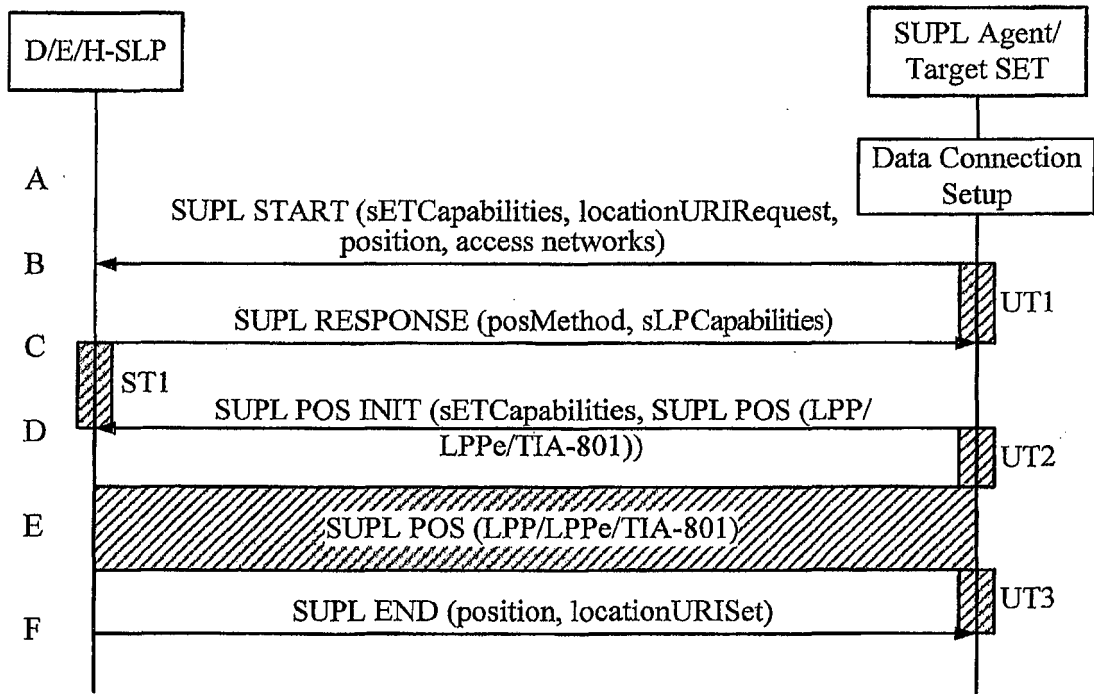 D/E/H-SLP
SUPL Agent/
Target SET
A
Data Connection
Setup
SUPL START (sETCapabilities, locationURIRequest,
position, access networks)
B
UT1
SUPL RESPONSE (posMethod, sLPCapabilities)
C
ST1
SUPL POS INIT (sETCapabilities, SUPL POS (LPP/
LPPe/TIA-801))
D
UT2
E
SUPL POS (LPP/LPPe/TIA-801)
UT3
SUPL END (position, locationURISet)
F